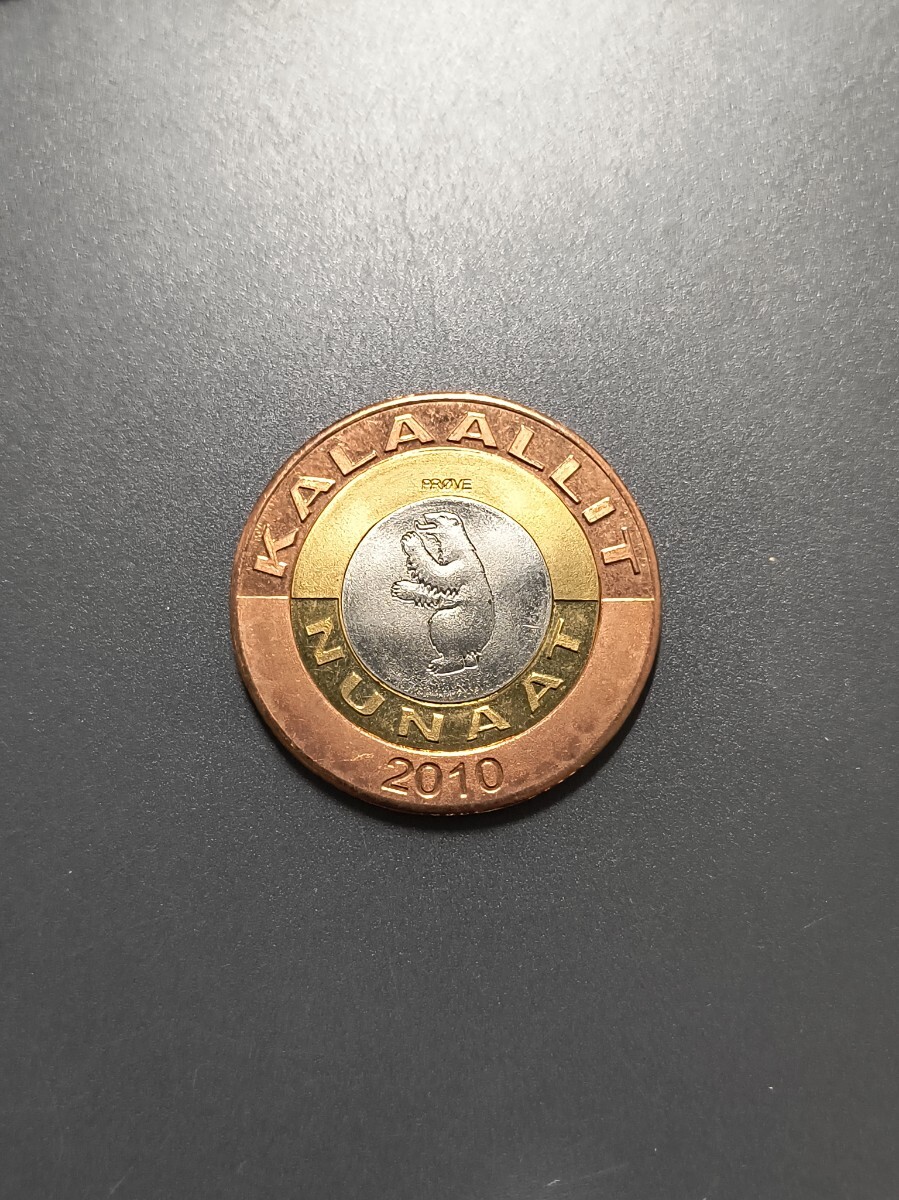 KALAALLIT
PRØVE
NUNAAT
2010